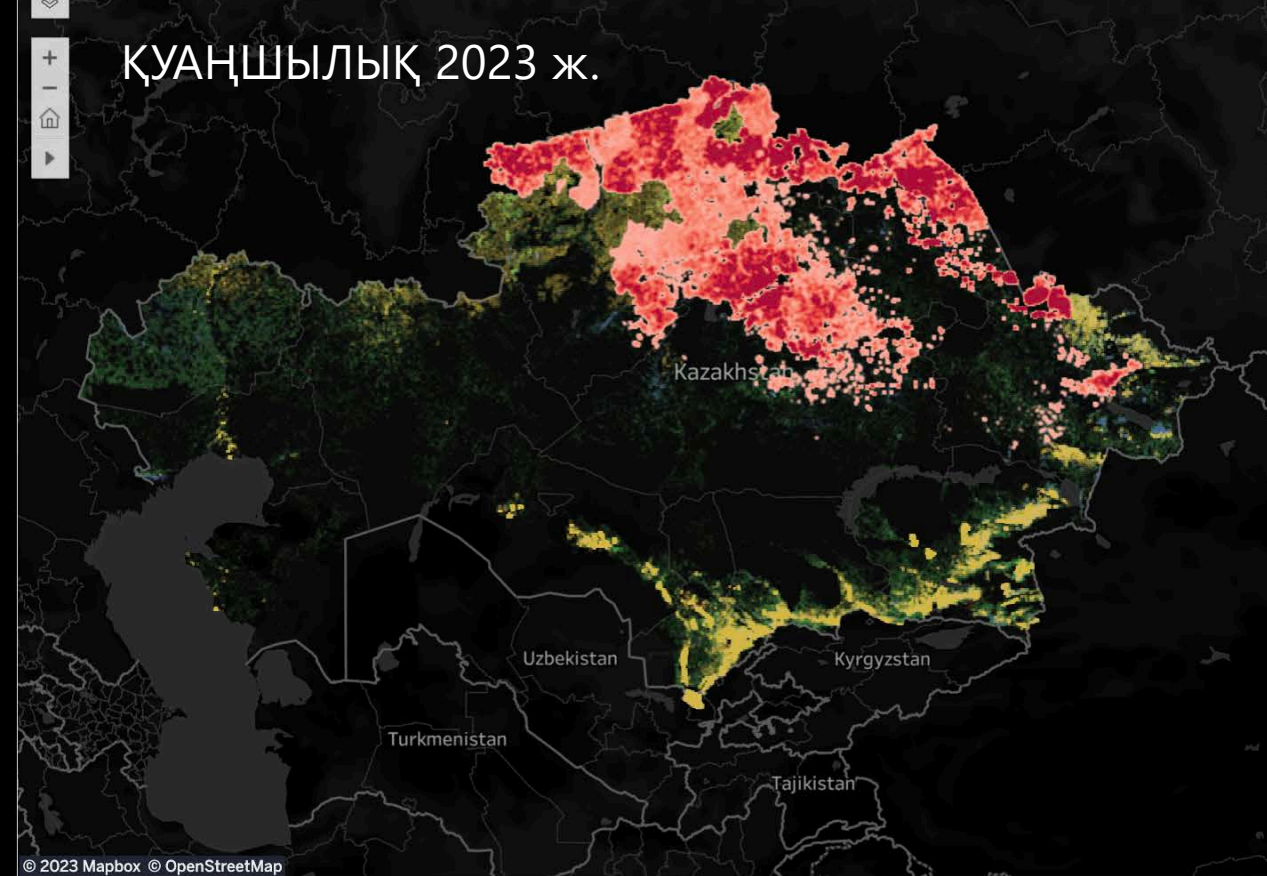 ҚУАҢШЫЛЫҚ 2023 ж.
Kazakhstan
Uzbekistan
Kyrgyzstan
Turkmenistan
Tajikistan
© 2023 Mapbox © OpenStreetMap